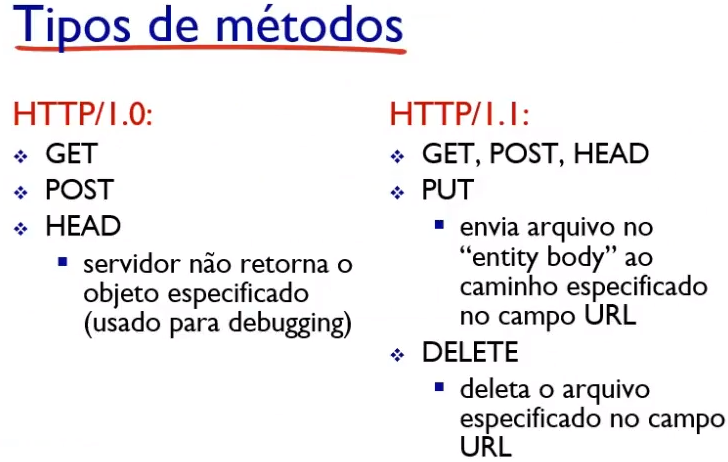 Tipos de métodos
HTTP/1.0:
GET
POST
HEAD
servidor não retorna o
objeto especificado
(usado para debugging)
HTTP/1.1:
GET, POST, HEAD
PUT
envia arquivo no
“entity body” ao
caminho especificado
no campo URL
DELETE
deleta o arquivo
especificado no campo
URL